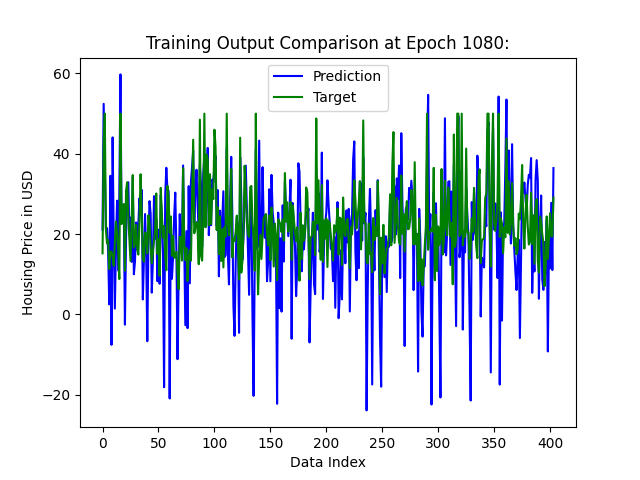 Training Output Comparison at Epoch 1080:
Prediction
Target
60
40
20
0
−20
Housing Price in USD
0 50 100 150 200 250 300 350 400
Data Index